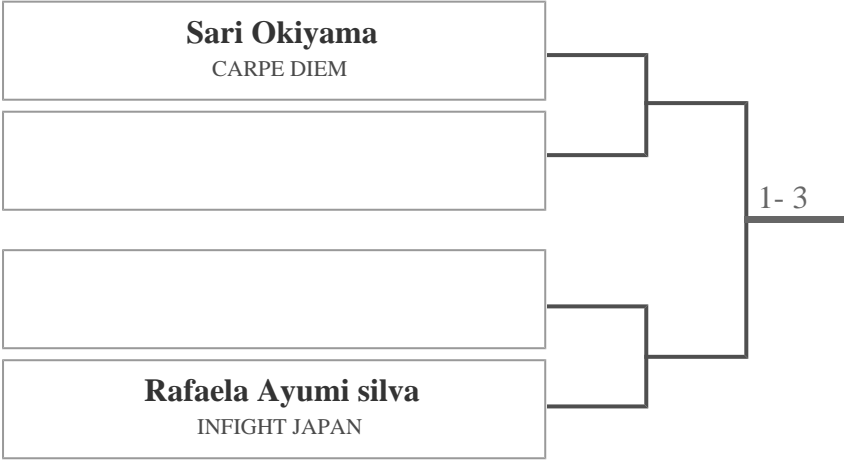 Sari Okiyama
CARPE DIEM
1- 3
Rafaela Ayumi silva
INFIGHT JAPAN